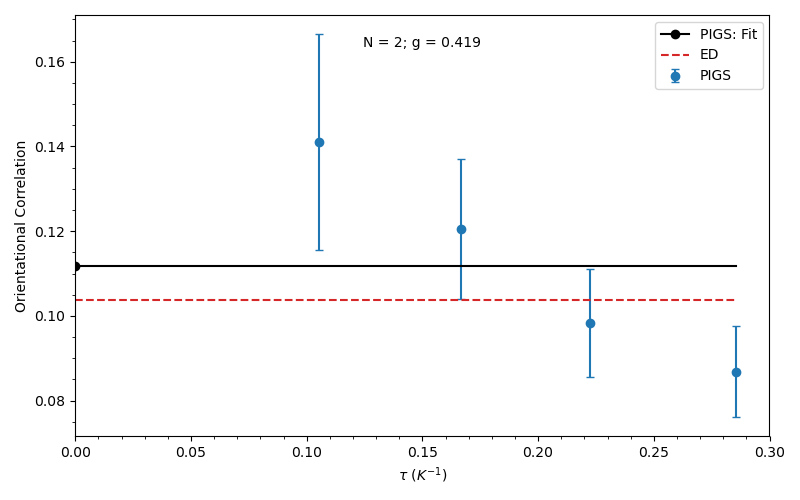 N = 2; g = 0.419
PIGS: Fit
ED
PIGS
Orientational Correlation
0.16
0.14
0.12
0.10
0.08
0.00 0.05 0.10 0.15 0.20 0.25 0.30
τ (K⁻¹)